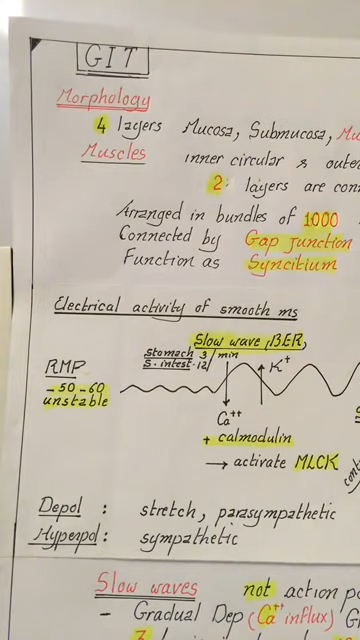 GIT
Morphology
4 layers Mucosa, Submucosa, Mu
Muscles inner circular & oute
2 layers are con
Arranged in bundles of 1000
Connected by Gap Junction
Function as Syncitium
Electrical activity of smooth ms
Slow wave, BER,
Stomach 3/min
S. intest. 12/
K+
RMP
-50 -60
unstable
Ca++
+ calmodulin
→ activate MLCK
Depol : stretch, parasympathetic
Hyperpol : sympathetic
Slow waves not action po
- Gradual Dep (Ca++ influx) G